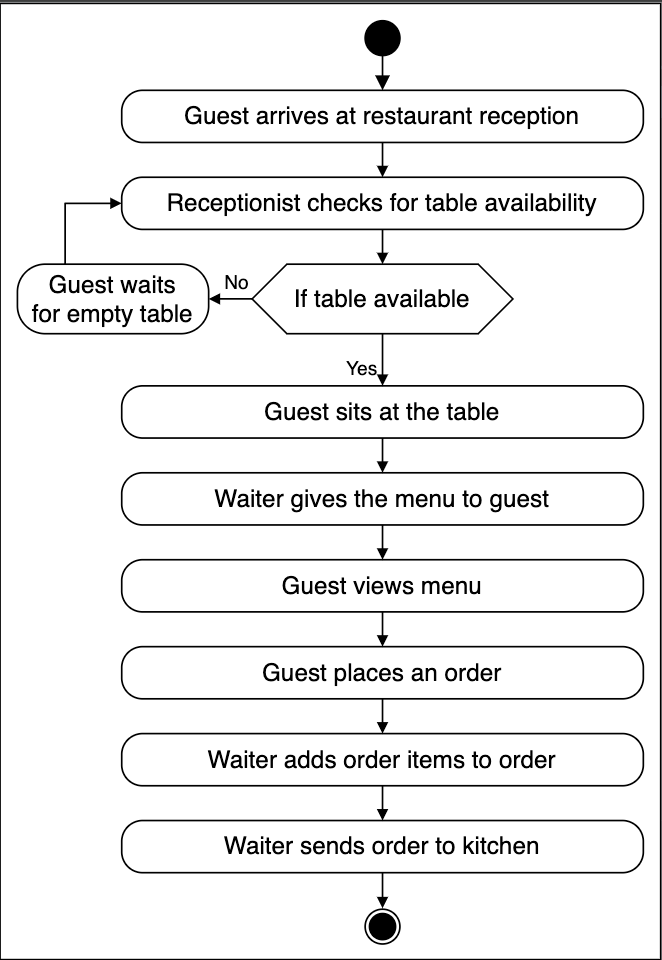 Guest arrives at restaurant reception
Receptionist checks for table availability
Guest waits
for empty table
No
If table available
Yes
Guest sits at the table
Waiter gives the menu to guest
Guest views menu
Guest places an order
Waiter adds order items to order
Waiter sends order to kitchen